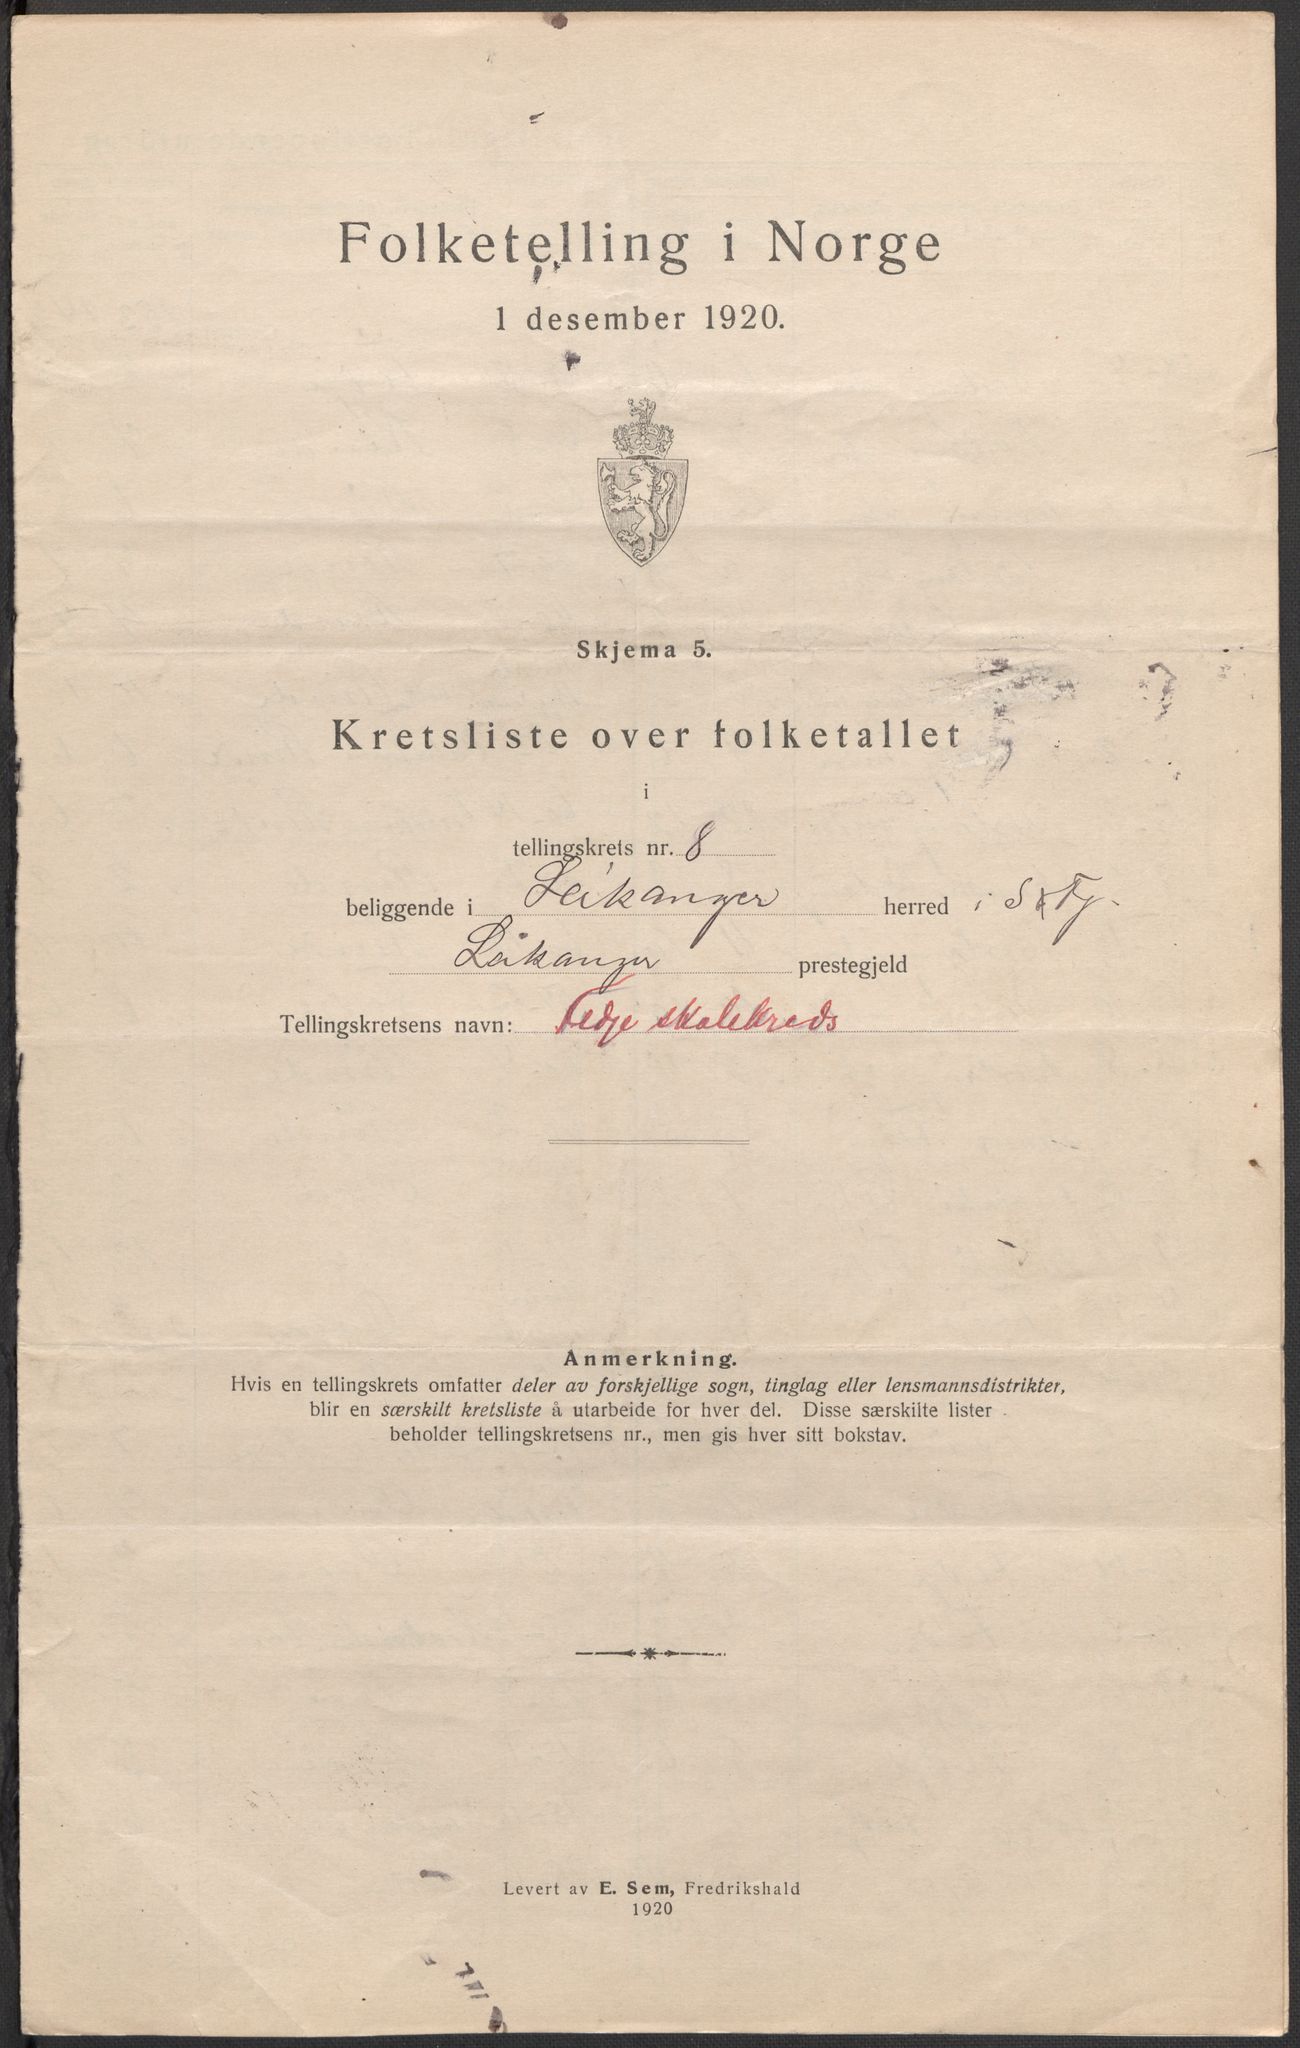 Folketelling i Norge
1 desember 1920.
Skjema 5.
Kretsliste over folketallet
i
tellingskrets nr. 8
beliggende i Leikanger herred i S & Fj.
Leikanger prestegjeld
Tellingskretsens navn: Fedje skolekreds
Anmerkning.
Hvis en tellingskrets omfatter deler av forskjellige sogn, tinglag eller lensmannsdistrikter,
blir en særskilt kretsliste å utarbeide for hver del. Disse særskilte lister
beholder tellingskretsens nr., men gis hver sitt bokstav.
Levert av E. Sem, Fredrikshald
1920